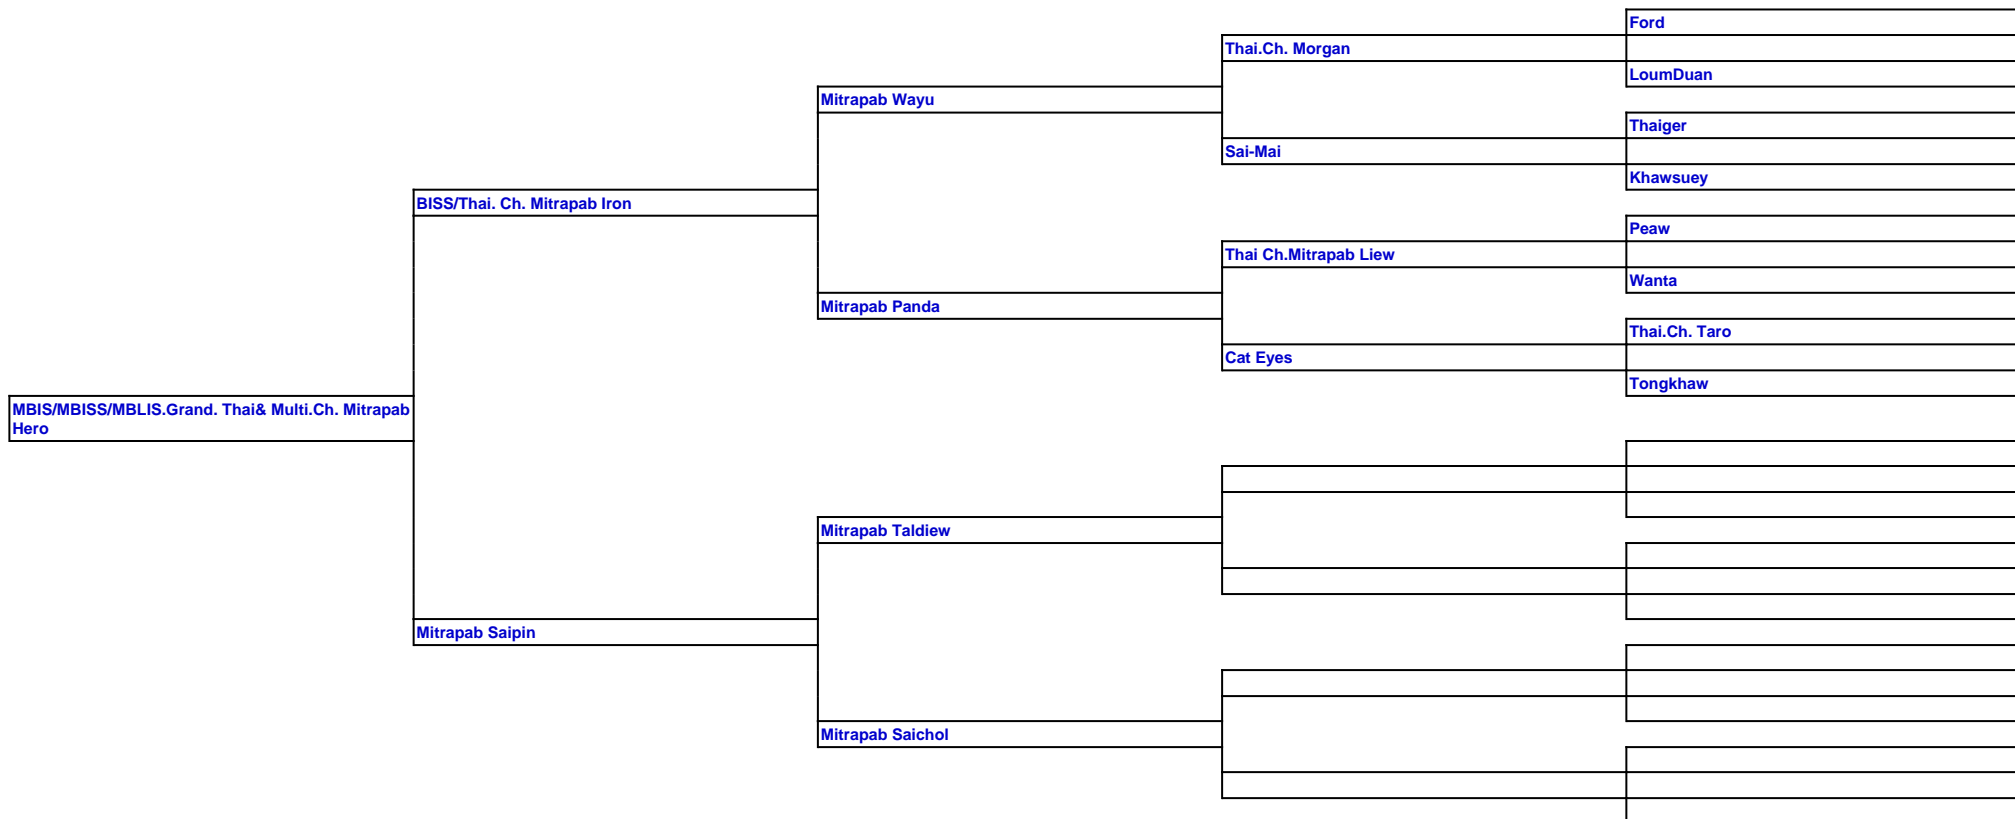 Ford
Thai.Ch. Morgan
LoumDuan
Mitrapab Wayu
Thaiger
Sai-Mai
Khawsuey
BISS/Thai. Ch. Mitrapab Iron
Peaw
Thai Ch.Mitrapab Liew
Wanta
Mitrapab Panda
Thai.Ch. Taro
Cat Eyes
Tongkhaw
MBIS/MBISS/MBLIS.Grand. Thai& Multi.Ch. Mitrapab
Hero
Mitrapab Taldiew
Mitrapab Saipin
Mitrapab Saichol